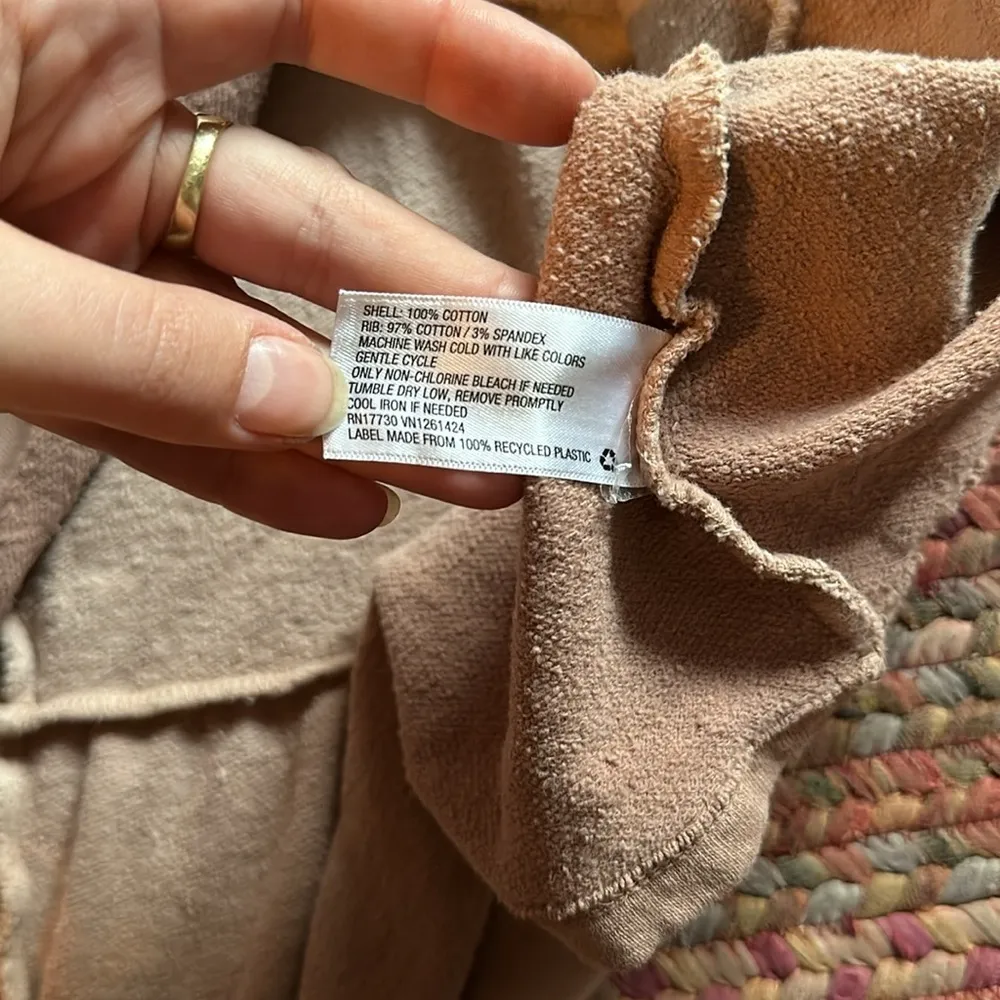 SHELL: 100% COTTON
RIB: 97% COTTON / 3% SPANDEX
MACHINE WASH COLD WITH LIKE COLORS
GENTLE CYCLE
ONLY NON-CHLORINE BLEACH IF NEEDED
TUMBLE DRY LOW, REMOVE PROMPTLY
COOL IRON IF NEEDED
RN17730 VN1261424
LABEL MADE FROM 100% RECYCLED PLASTIC